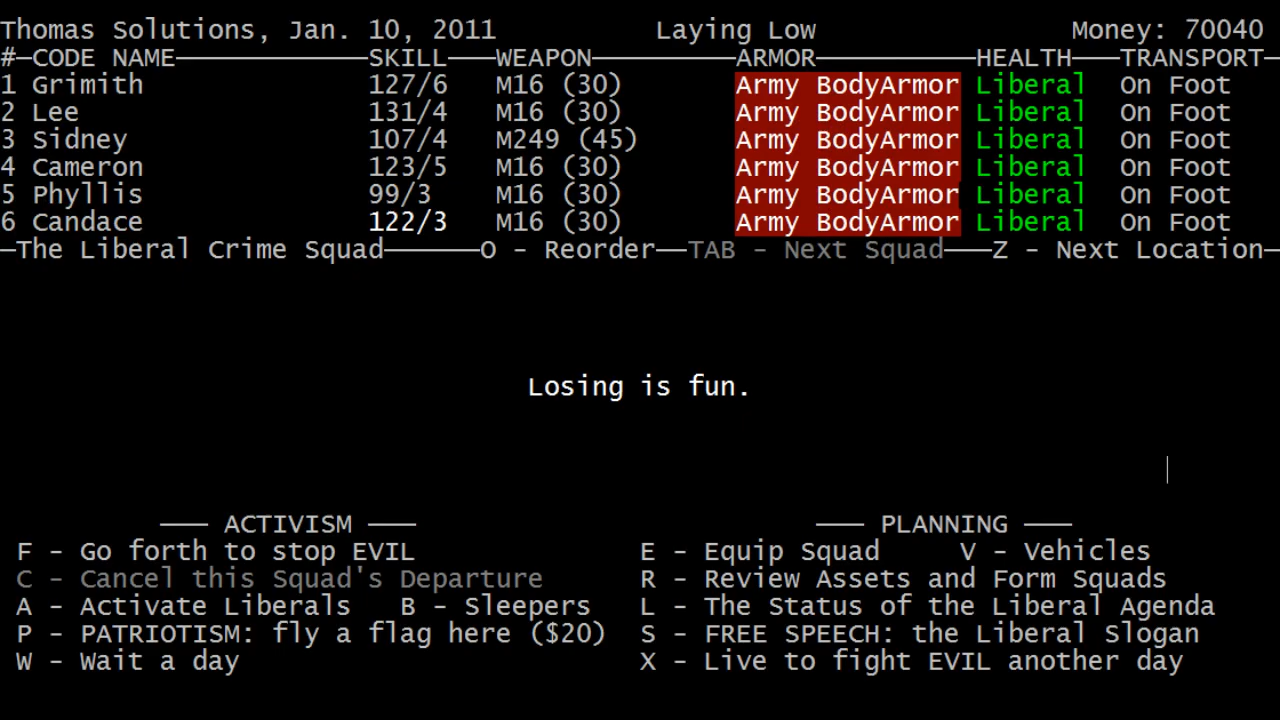 Thomas Solutions, Jan. 10, 2011 Laying Low Money: 70040
#—CODE NAME————————————SKILL———WEAPON—————————ARMOR——————————HEALTH———TRANSPORT—
1 Grimith 127/6 M16 (30) Army BodyArmor Liberal On Foot
2 Lee 131/4 M16 (30) Army BodyArmor Liberal On Foot
3 Sidney 107/4 M249 (45) Army BodyArmor Liberal On Foot
4 Cameron 123/5 M16 (30) Army BodyArmor Liberal On Foot
5 Phyllis 99/3 M16 (30) Army BodyArmor Liberal On Foot
6 Candace 122/3 M16 (30) Army BodyArmor Liberal On Foot
—The Liberal Crime Squad——————O - Reorder——TAB - Next Squad———Z - Next Location—
Losing is fun.
——— ACTIVISM ——— ——— PLANNING ———
F - Go forth to stop EVIL E - Equip Squad V - Vehicles
C - Cancel this Squad's Departure R - Review Assets and Form Squads
A - Activate Liberals B - Sleepers L - The Status of the Liberal Agenda
P - PATRIOTISM: fly a flag here ($20) S - FREE SPEECH: the Liberal Slogan
W - Wait a day X - Live to fight EVIL another day